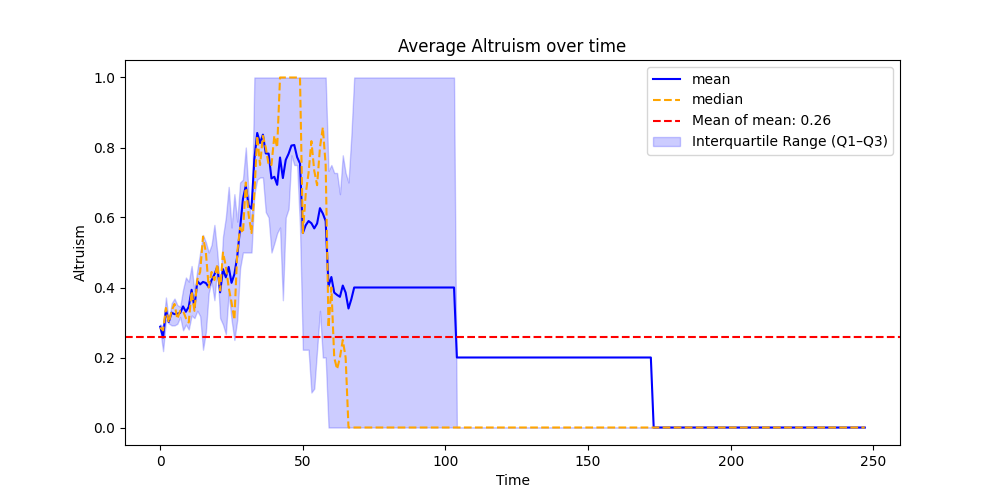 Average Altruism over time
mean
median
Mean of mean: 0.26
Interquartile Range (Q1–Q3)
1.0
0.8
0.6
0.4
0.2
0.0
Altruism
0 50 100 150 200 250
Time